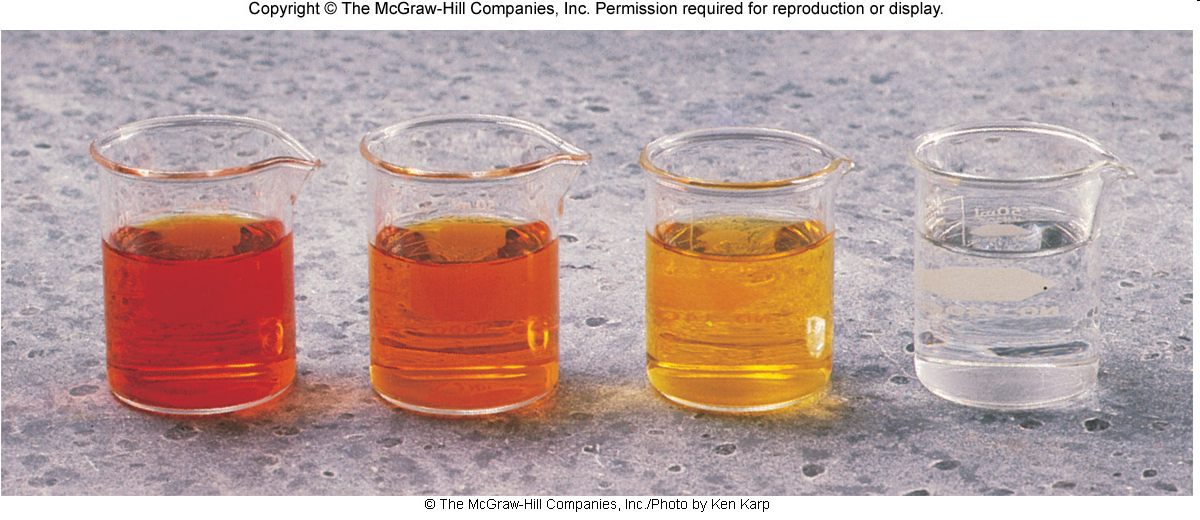 Copyright © The McGraw-Hill Companies, Inc. Permission required for reproduction or display.
© The McGraw-Hill Companies, Inc./Photo by Ken Karp